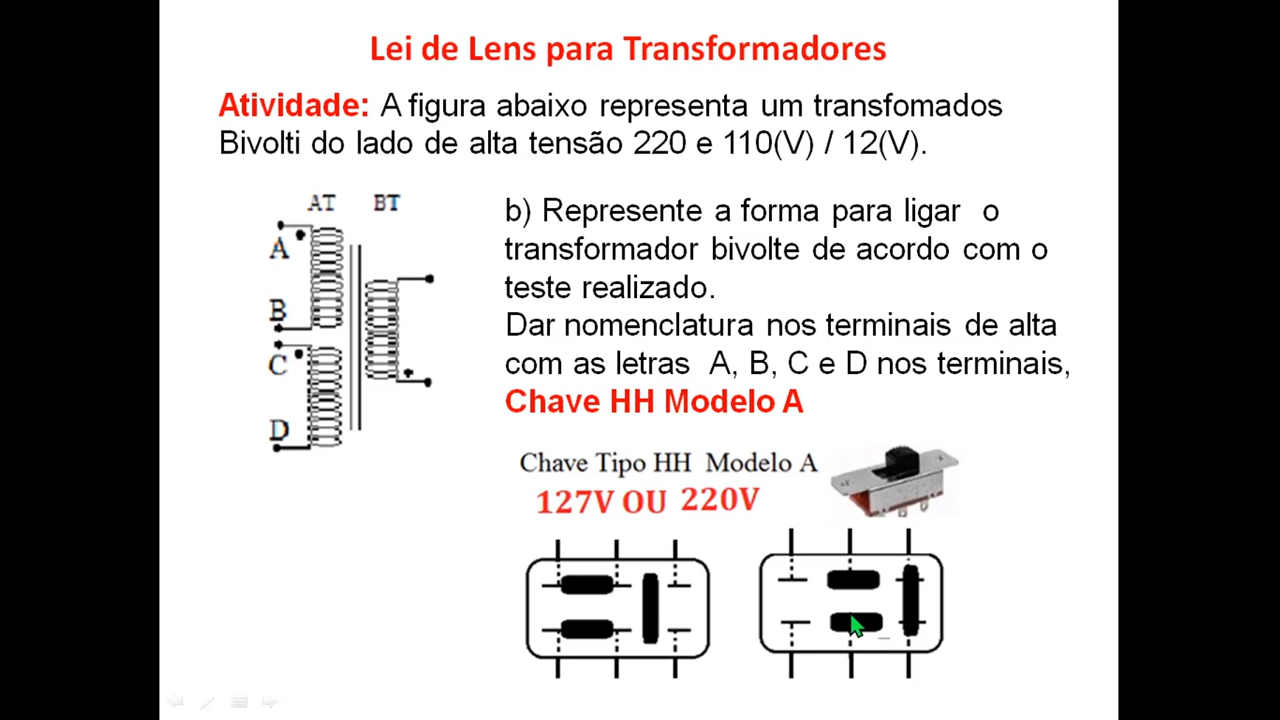 Lei de Lens para Transformadores
Atividade: A figura abaixo representa um transfomados
Bivolti do lado de alta tensão 220 e 110(V) / 12(V).
AT BT
A
B
C
D
b) Represente a forma para ligar o
transformador bivolte de acordo com o
teste realizado.
Dar nomenclatura nos terminais de alta
com as letras A, B, C e D nos terminais,
Chave HH Modelo A
Chave Tipo HH Modelo A
127V OU 220V